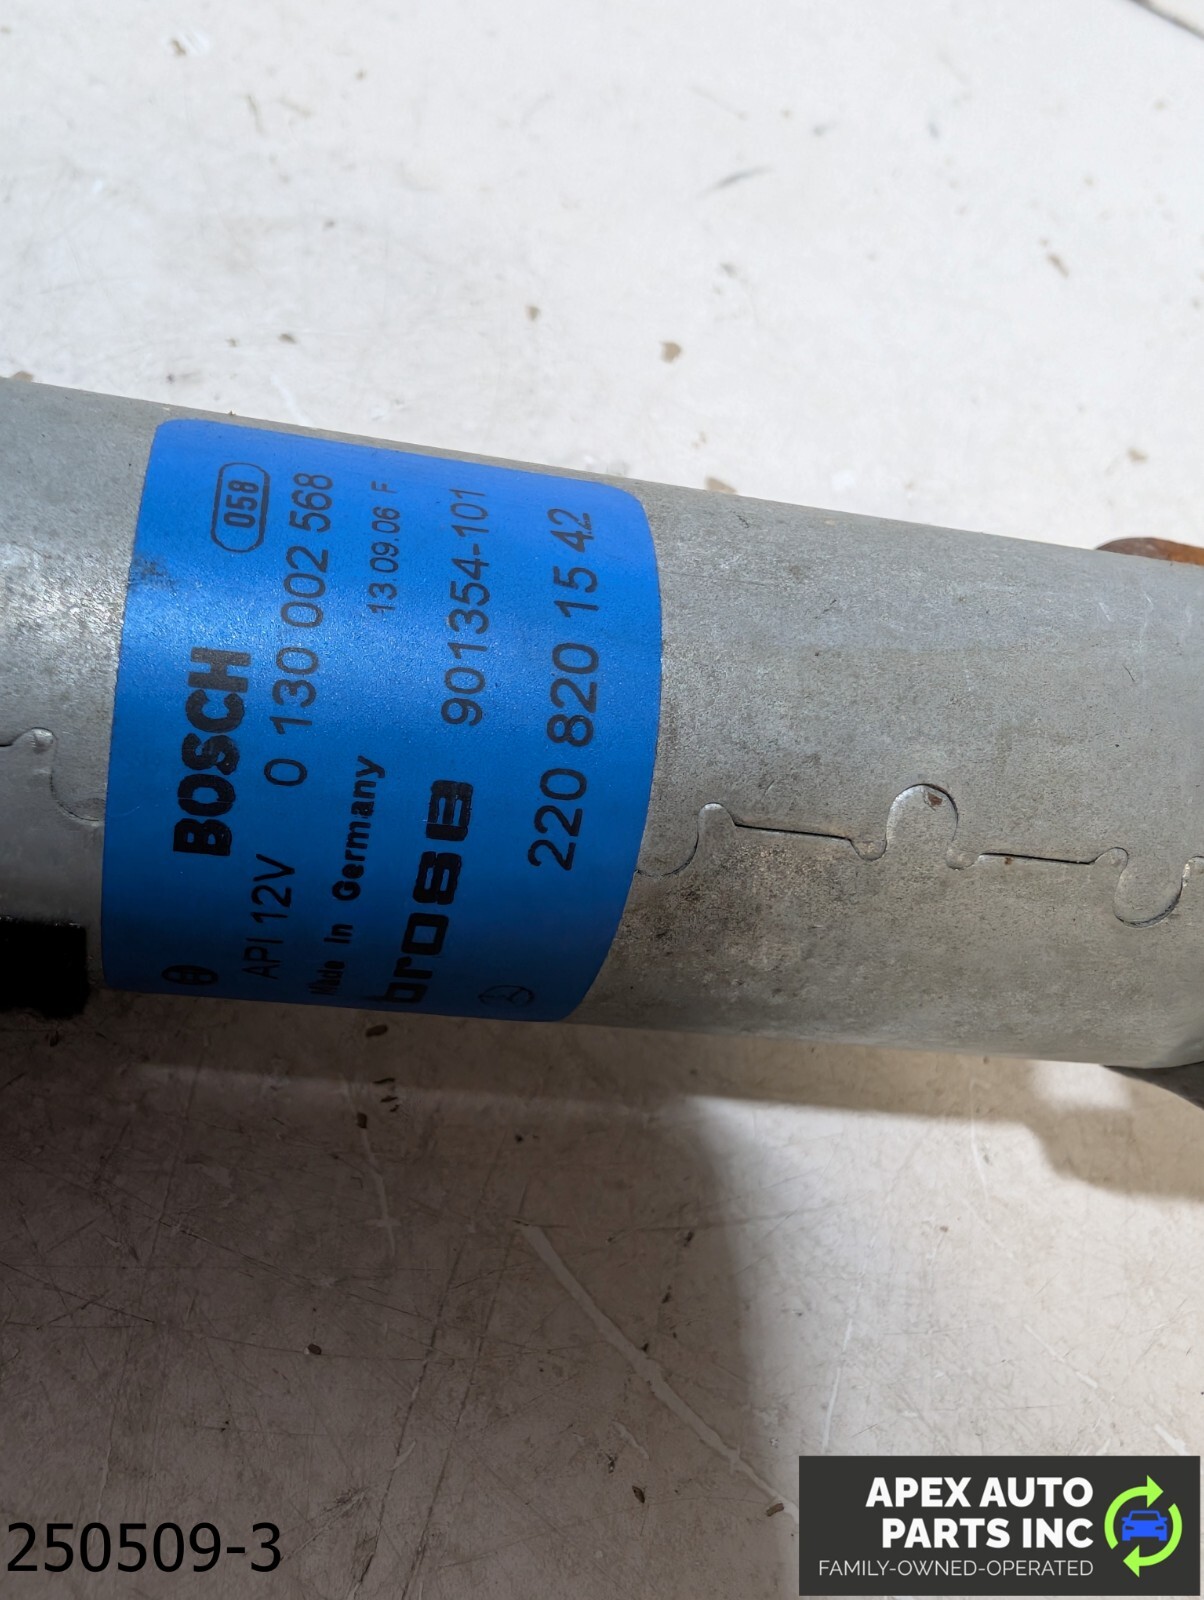 058
BOSCH
API 12V 0 130 002 568
Made in Germany 13.09.06 F
brose 901354-101
220 820 15 42
250509-3
APEX AUTO
PARTS INC
FAMILY-OWNED-OPERATED